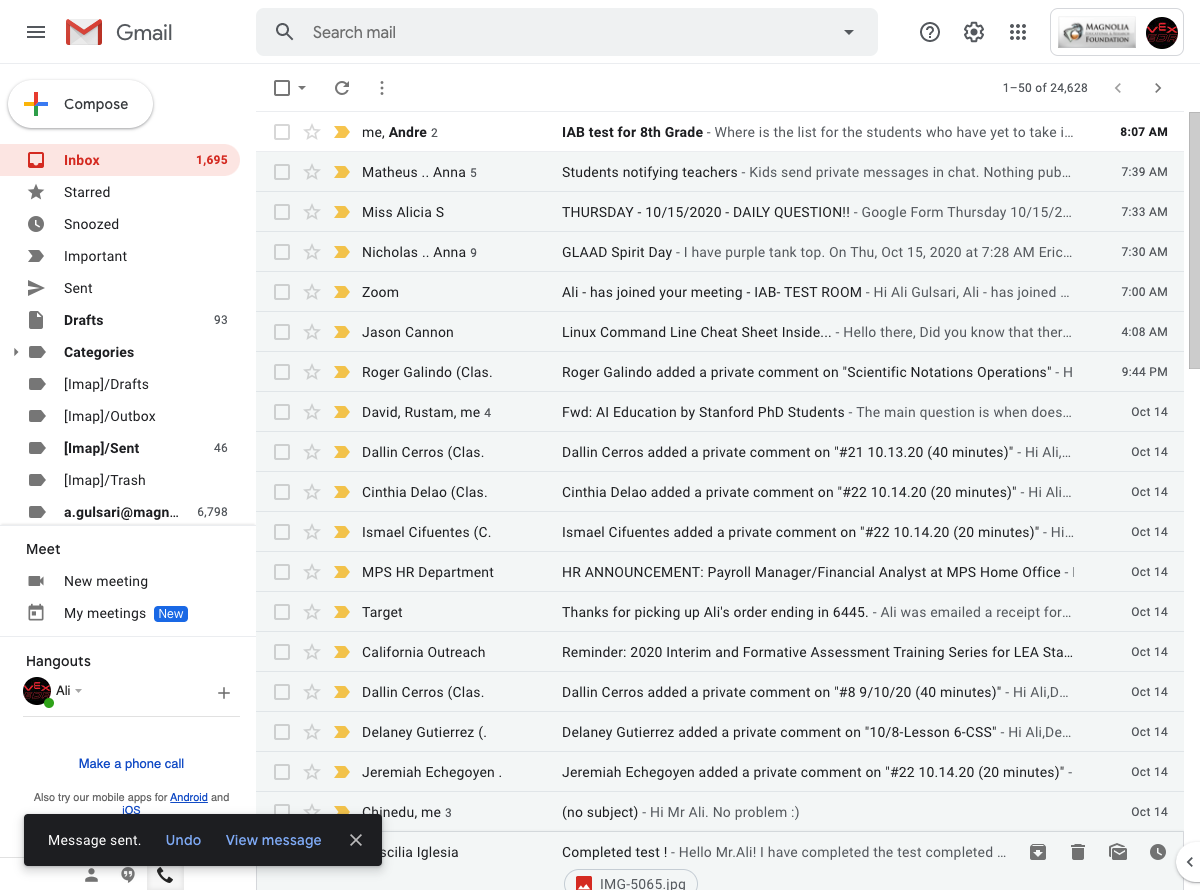 Gmail
Search mail
MAGNOLIA
FOUNDATION
Compose
1–50 of 24,628
Inbox 1,695
Starred
Snoozed
Important
Sent
Drafts 93
Categories
[Imap]/Drafts
[Imap]/Outbox
[Imap]/Sent 46
[Imap]/Trash
a.gulsari@magn... 6,798
Meet
New meeting
My meetings New
Hangouts
Ali
Make a phone call
Also try our mobile apps for Android and
iOS
me, Andre 2 IAB test for 8th Grade - Where is the list for the students who have yet to take i... 8:07 AM
Matheus .. Anna 5 Students notifying teachers - Kids send private messages in chat. Nothing pub... 7:39 AM
Miss Alicia S THURSDAY - 10/15/2020 - DAILY QUESTION!! - Google Form Thursday 10/15/2... 7:33 AM
Nicholas .. Anna 9 GLAAD Spirit Day - I have purple tank top. On Thu, Oct 15, 2020 at 7:28 AM Eric... 7:30 AM
Zoom Ali - has joined your meeting - IAB- TEST ROOM - Hi Ali Gulsari, Ali - has joined ... 7:00 AM
Jason Cannon Linux Command Line Cheat Sheet Inside... - Hello there, Did you know that ther... 4:08 AM
Roger Galindo (Clas. Roger Galindo added a private comment on "Scientific Notations Operations" - H 9:44 PM
David, Rustam, me 4 Fwd: AI Education by Stanford PhD Students - The main question is when does... Oct 14
Dallin Cerros (Clas. Dallin Cerros added a private comment on "#21 10.13.20 (40 minutes)" - Hi Ali,... Oct 14
Cinthia Delao (Clas. Cinthia Delao added a private comment on "#22 10.14.20 (20 minutes)" - Hi Ali... Oct 14
Ismael Cifuentes (C. Ismael Cifuentes added a private comment on "#22 10.14.20 (20 minutes)" - Hi... Oct 14
MPS HR Department HR ANNOUNCEMENT: Payroll Manager/Financial Analyst at MPS Home Office - Oct 14
Target Thanks for picking up Ali's order ending in 6445. - Ali was emailed a receipt for... Oct 14
California Outreach Reminder: 2020 Interim and Formative Assessment Training Series for LEA Sta... Oct 14
Dallin Cerros (Clas. Dallin Cerros added a private comment on "#8 9/10/20 (40 minutes)" - Hi Ali,D... Oct 14
Delaney Gutierrez (. Delaney Gutierrez added a private comment on "10/8-Lesson 6-CSS" - Hi Ali,De... Oct 14
Jeremiah Echegoyen . Jeremiah Echegoyen added a private comment on "#22 10.14.20 (20 minutes)" - Oct 14
Chinedu, me 3 (no subject) - Hi Mr Ali. No problem :) Oct 14
scilia Iglesia Completed test ! - Hello Mr.Ali! I have completed the test completed ...
IMG-5065.jpg
Message sent. Undo View message